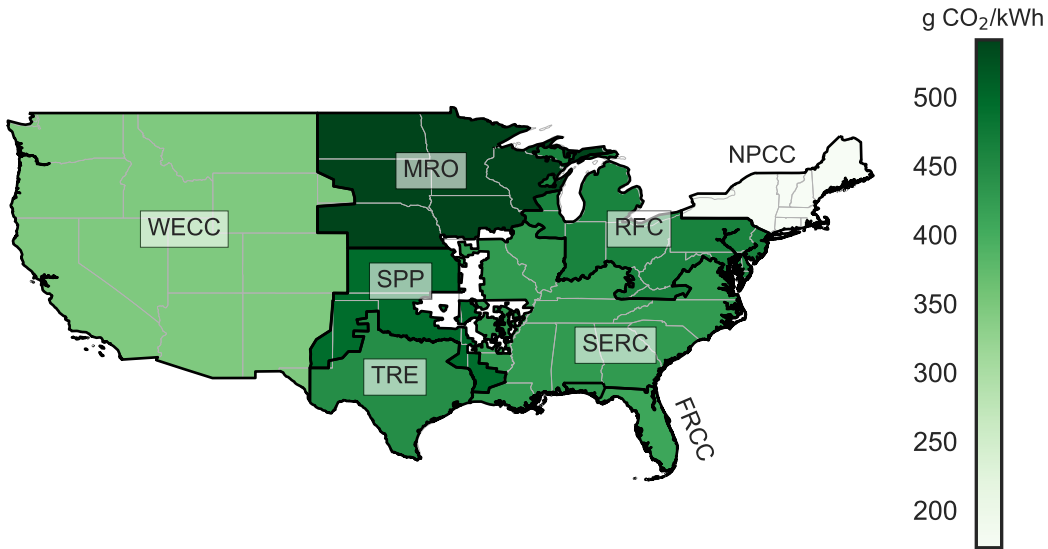 g CO₂/kWh
500
450
400
350
300
250
200
NPCC
MRO
WECC
RFC
SPP
SERC
TRE
FRCC